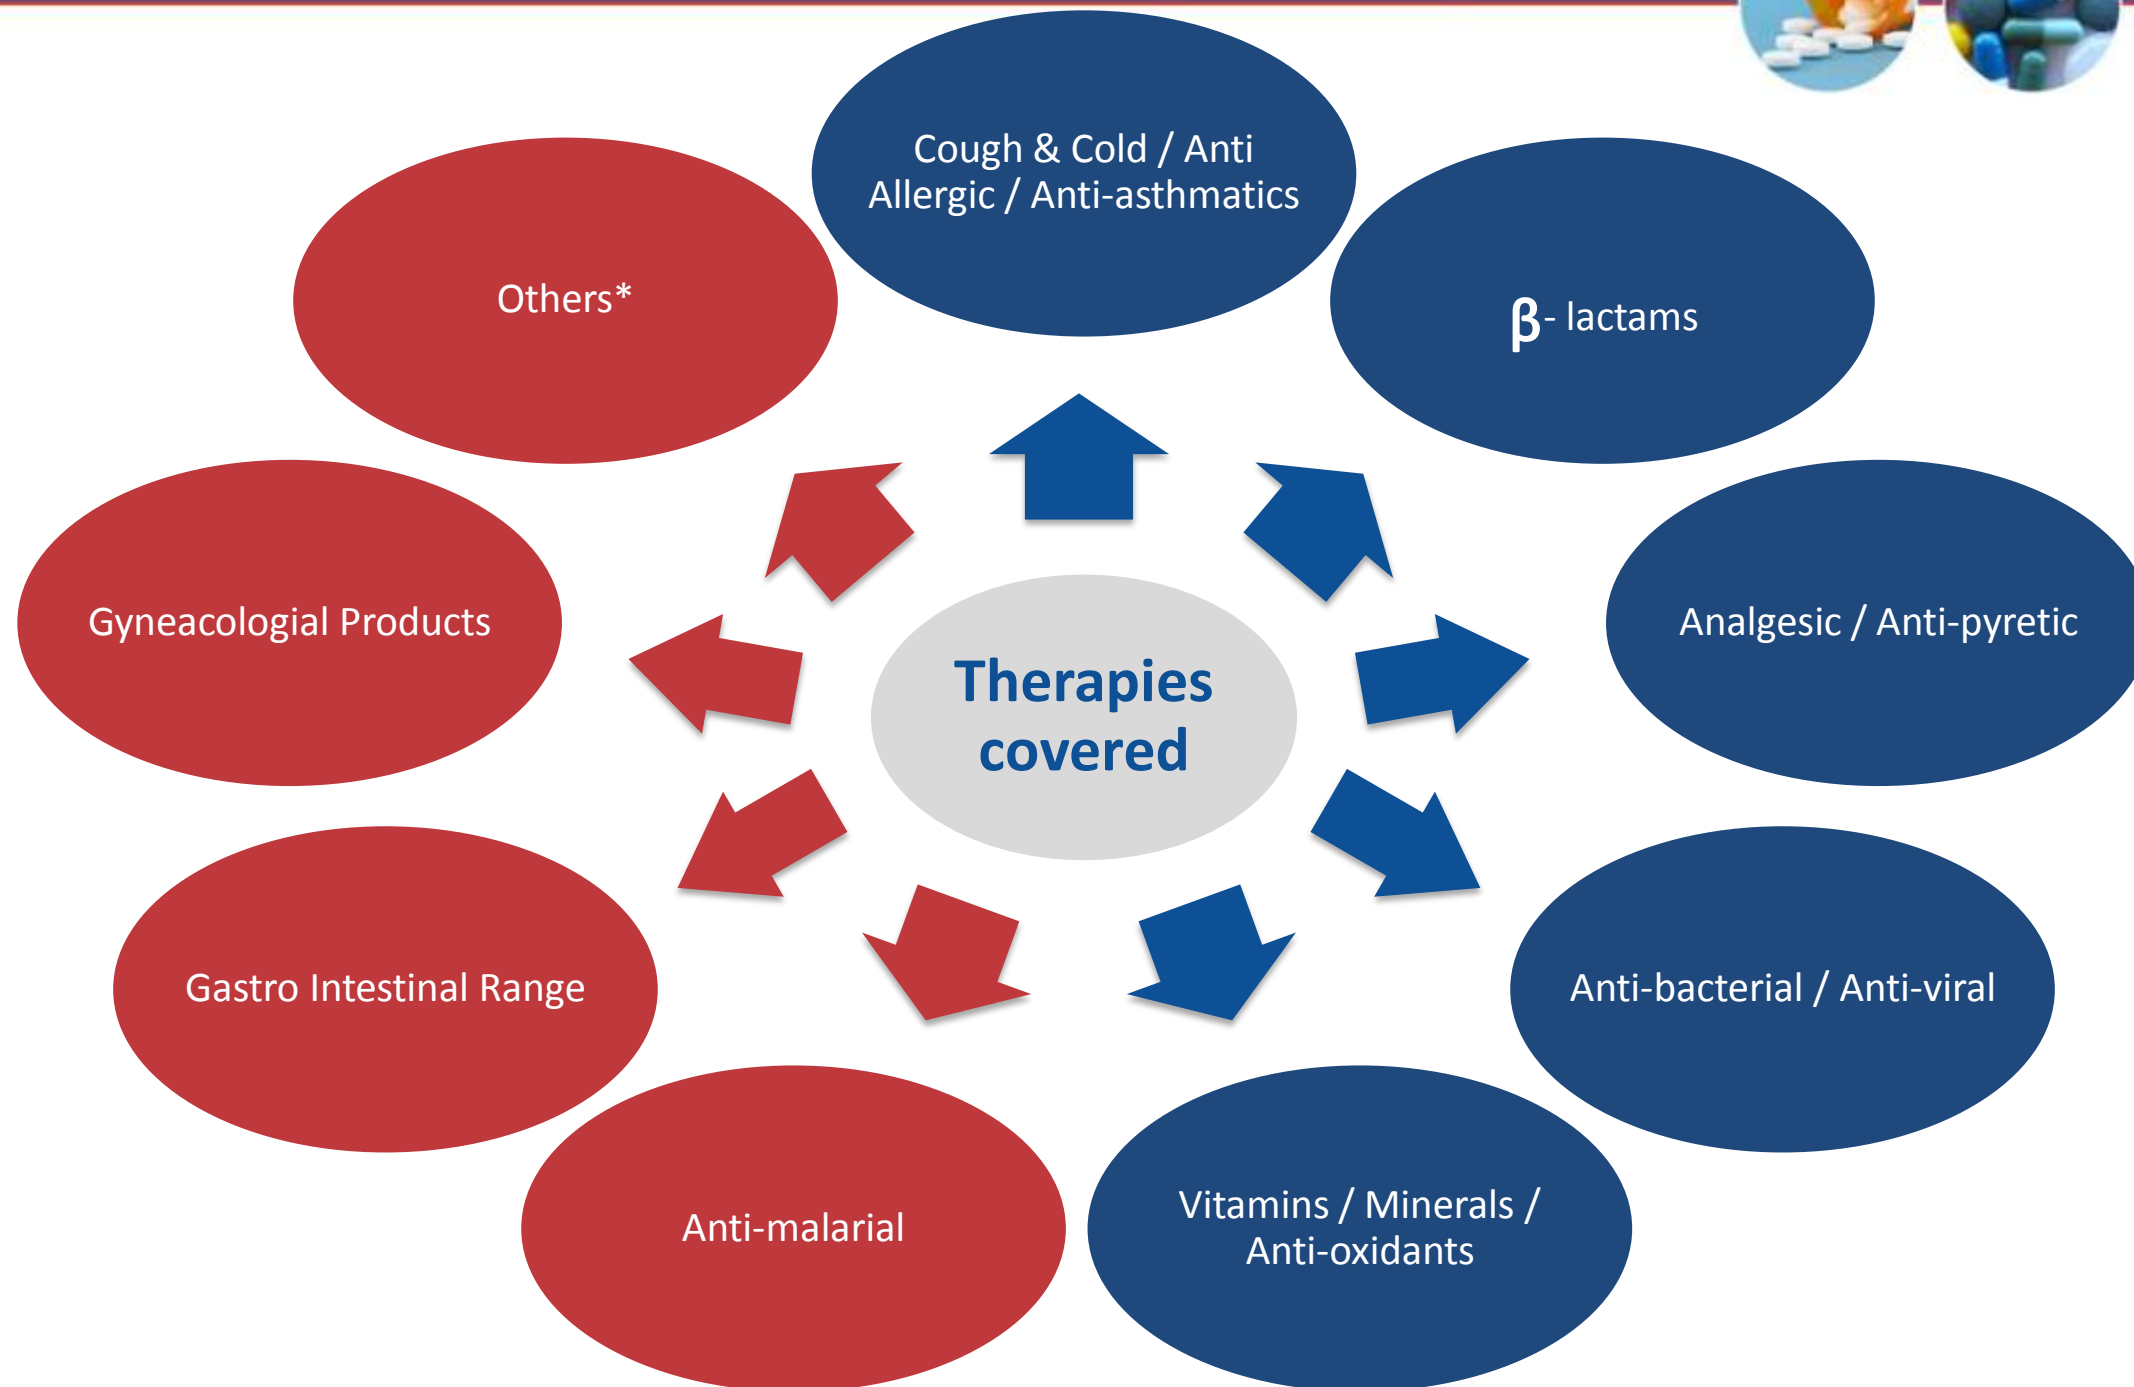 Cough & Cold / Anti
Allergic / Anti-asthmatics
β- lactams
Analgesic / Anti-pyretic
Anti-bacterial / Anti-viral
Vitamins / Minerals /
Anti-oxidants
Anti-malarial
Gastro Intestinal Range
Gyneacologial Products
Others*
Therapies
covered